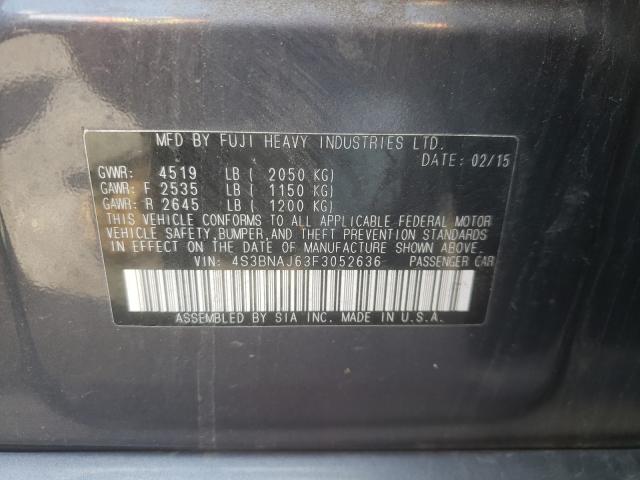 MFD BY FUJI HEAVY INDUSTRIES LTD.
DATE: 02/15
GVWR: 4519 LB ( 2050 KG)
GAWR: F 2535 LB ( 1150 KG)
GAWR: R 2645 LB ( 1200 KG)
THIS VEHICLE CONFORMS TO ALL APPLICABLE FEDERAL MOTOR
VEHICLE SAFETY, BUMPER, AND THEFT PREVENTION STANDARDS
IN EFFECT ON THE DATE OF MANUFACTURE SHOWN ABOVE.
VIN: 4S3BNAJ63F3052636 PASSENGER CAR
ASSEMBLED BY SIA INC. MADE IN U.S.A.